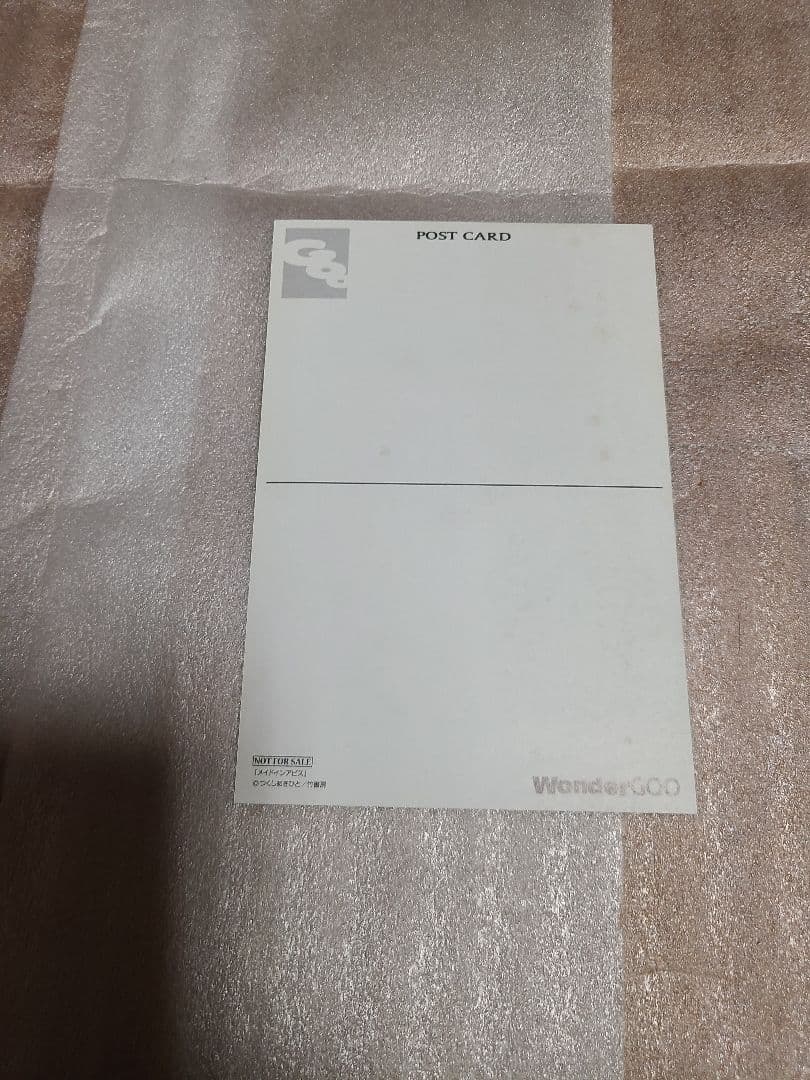 POST CARD
Goo
NOT FOR SALE
「メイドインアビス」
©つくしあきひと／竹書房
WonderGOO